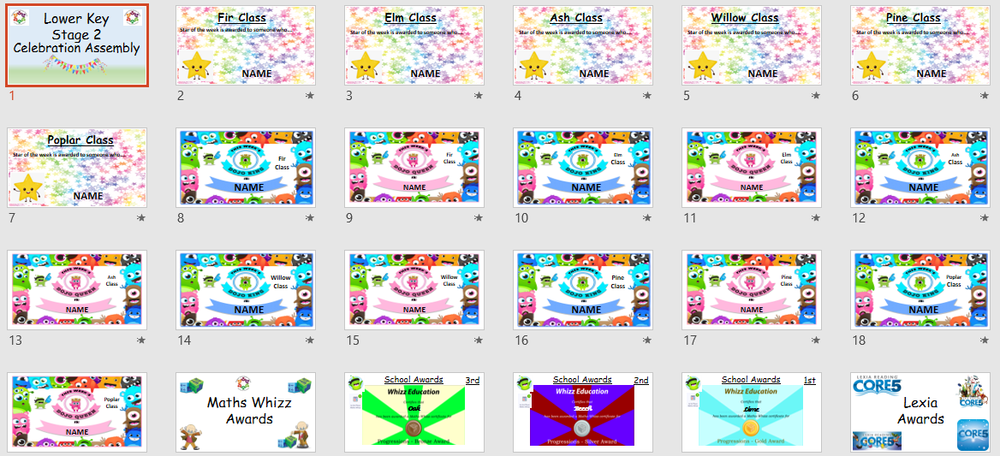 Lower Key
Stage 2
Celebration Assembly
1
Fir Class
Star of the week is awarded to someone who....
NAME
2
Elm Class
Star of the week is awarded to someone who....
NAME
3
Ash Class
Star of the week is awarded to someone who....
NAME
4
Willow Class
Star of the week is awarded to someone who....
NAME
5
Pine Class
Star of the week is awarded to someone who....
NAME
6
Poplar Class
Star of the week is awarded to someone who....
NAME
7
THIS WEEK'S
DOJO KING
Fir
Class
NAME
8
THIS WEEK'S
DOJO QUEEN
Fir
Class
NAME
9
THIS WEEK'S
DOJO KING
Elm
Class
NAME
10
THIS WEEK'S
DOJO QUEEN
Elm
Class
NAME
11
THIS WEEK'S
DOJO KING
Ash
Class
NAME
12
THIS WEEK'S
DOJO QUEEN
Ash
Class
NAME
13
THIS WEEK'S
DOJO KING
Willow
Class
NAME
14
THIS WEEK'S
DOJO QUEEN
Willow
Class
NAME
15
THIS WEEK'S
DOJO KING
Pine
Class
NAME
16
THIS WEEK'S
DOJO QUEEN
Pine
Class
NAME
17
THIS WEEK'S
DOJO KING
Poplar
Class
NAME
18
THIS WEEK'S
DOJO QUEEN
Poplar
Class
NAME
Maths Whizz
Awards
School Awards 3rd
Whizz Education
Certifies that
Oak
has been awarded a Maths Whizz certificate for
Progressions - Bronze Award
School Awards 2nd
Whizz Education
Certifies that
Beech
has been awarded a Maths Whizz certificate for
Progressions - Silver Award
School Awards 1st
Whizz Education
Certifies that
Lime
has been awarded a Maths Whizz certificate for
Progressions - Gold Award
LEXIA READING
CORE5
CORE5
Lexia
Awards
LEXIA READING
CORE5
CORE5